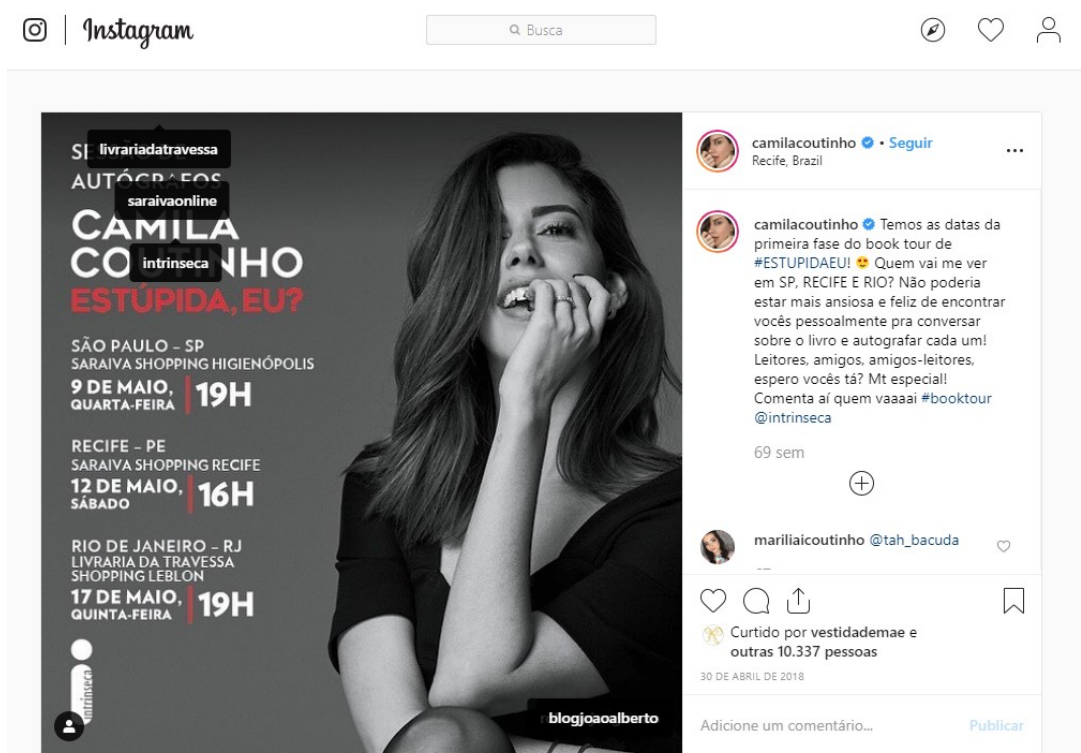 Instagram
Busca
livrariadatravessa
AUTÓGRAFOS
saraivaonline
CAMILA
COUTINHO
intrinseca
ESTÚPIDA, EU?
SÃO PAULO – SP
SARAIVA SHOPPING HIGIENÓPOLIS
9 DE MAIO,
QUARTA-FEIRA
19H
RECIFE – PE
SARAIVA SHOPPING RECIFE
12 DE MAIO,
SÁBADO
16H
RIO DE JANEIRO – RJ
LIVRARIA DA TRAVESSA
SHOPPING LEBLON
17 DE MAIO,
QUINTA-FEIRA
19H
intrínseca
blogjoaoalberto
camilacoutinho • Seguir
Recife, Brazil
camilacoutinho Temos as datas da
primeira fase do book tour de
#ESTUPIDAEU! 😍 Quem vai me ver
em SP, RECIFE E RIO? Não poderia
estar mais ansiosa e feliz de encontrar
vocês pessoalmente pra conversar
sobre o livro e autografar cada um!
Leitores, amigos, amigos-leitores,
espero vocês tá? Mt especial!
Comenta aí quem vaaaai #booktour
@intrinseca
69 sem
mariliaicoutinho @tah_bacuda
Curtido por vestidademae e
outras 10.337 pessoas
30 DE ABRIL DE 2018
Adicione um comentário...
Publicar